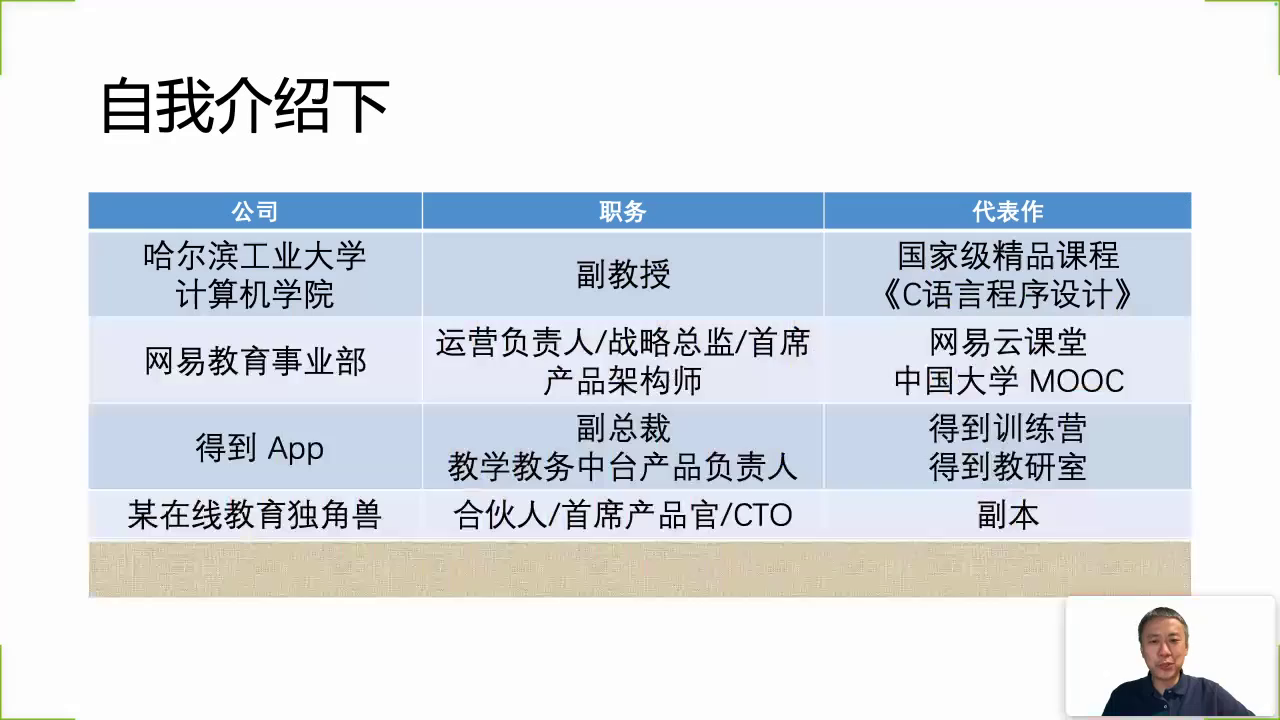 自我介绍下
公司 职务 代表作
哈尔滨工业大学
计算机学院
副教授
国家级精品课程
《C语言程序设计》
网易教育事业部
运营负责人/战略总监/首席
产品架构师
网易云课堂
中国大学 MOOC
得到 App
副总裁
教学教务中台产品负责人
得到训练营
得到教研室
某在线教育独角兽
合伙人/首席产品官/CTO
副本